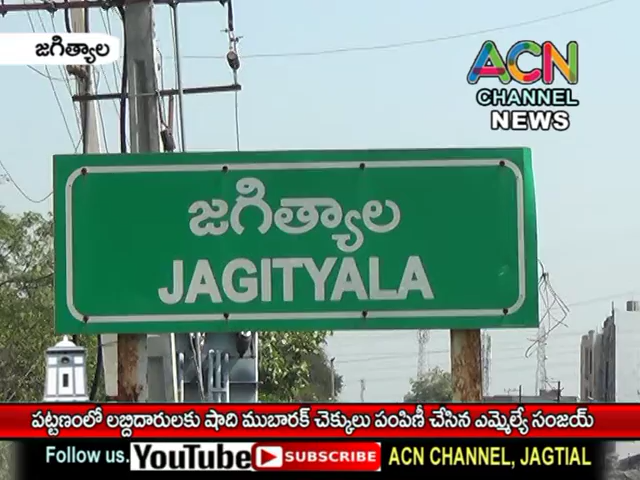 జగిత్యాల
ACN
CHANNEL
NEWS
జగిత్యాల
JAGITYALA
పట్టణంలో లబ్ధిదారులకు షాది ముబారక్ చెక్కులు పంపిణీ చేసిన ఎమ్మెల్యే సంజయ్
Follow us. YouTube SUBSCRIBE ACN CHANNEL, JAGTIAL